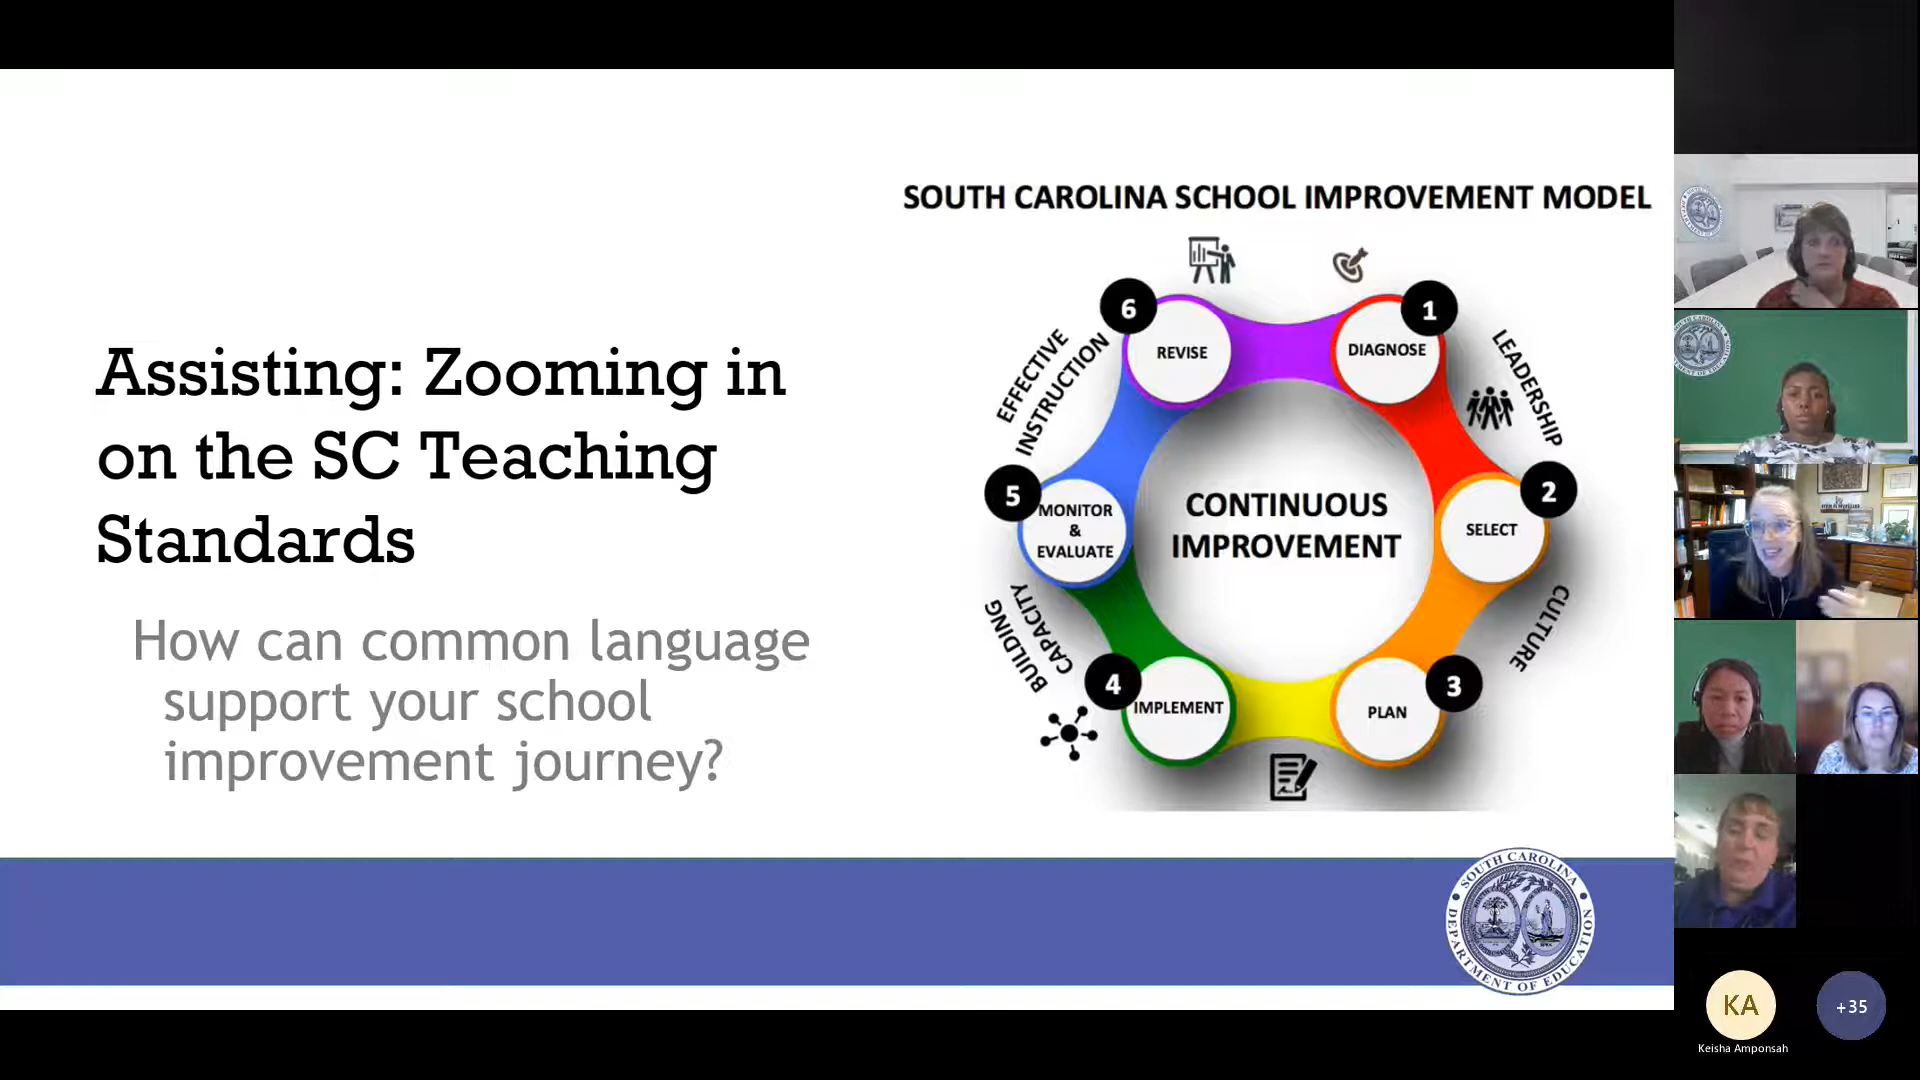 SOUTH CAROLINA SCHOOL IMPROVEMENT MODEL
Assisting: Zooming in
on the SC Teaching
Standards
How can common language
support your school
improvement journey?
6
REVISE
1
DIAGNOSE
EFFECTIVE
INSTRUCTION
LEADERSHIP
5
MONITOR
&
EVALUATE
2
SELECT
CONTINUOUS
IMPROVEMENT
BUILDING
CAPACITY
CULTURE
4
IMPLEMENT
3
PLAN
SOUTH CAROLINA
DEPARTMENT OF EDUCATION
KA
Keisha Amponsah
+35